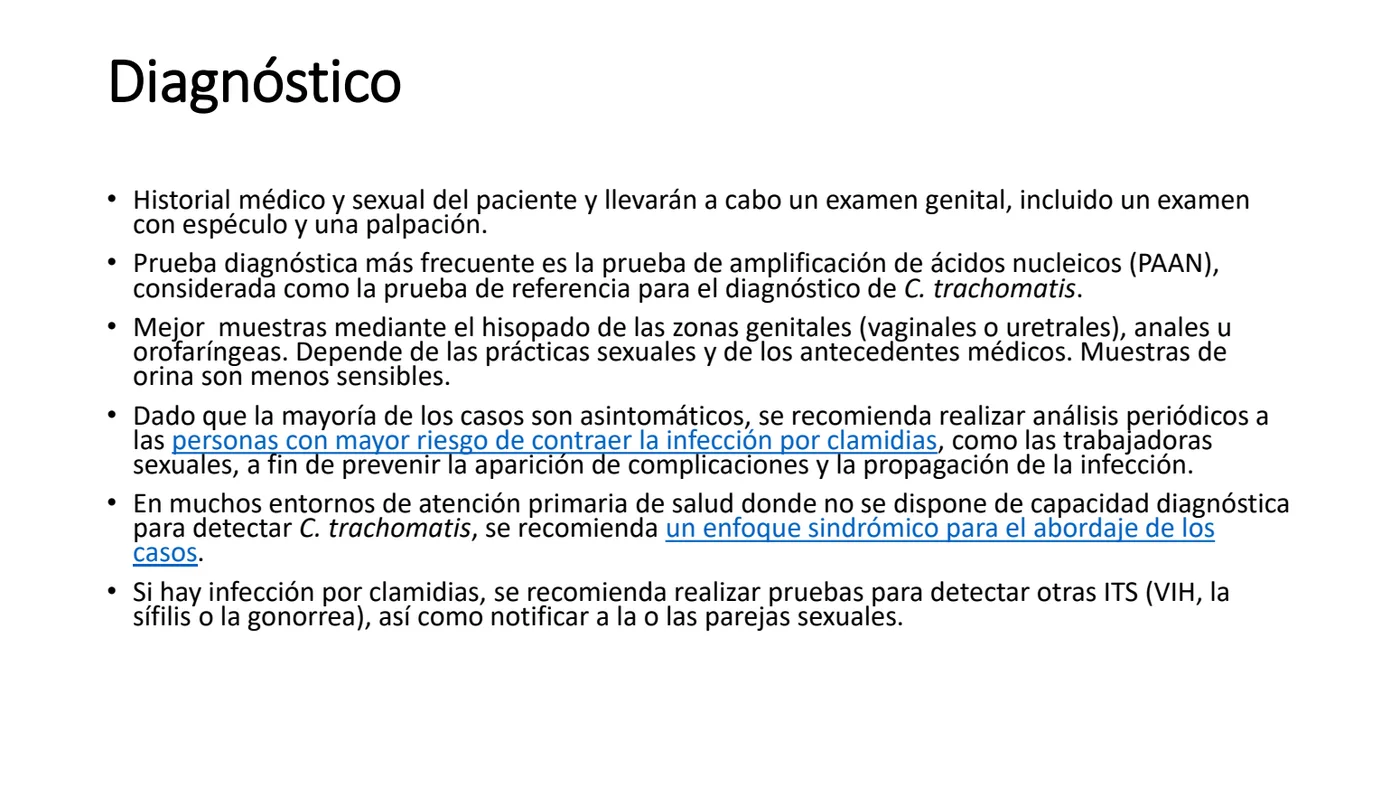 Diagnóstico
• Historial médico y sexual del paciente y llevarán a cabo un examen genital, incluido un examen
con espéculo y una palpación.
• Prueba diagnóstica más frecuente es la prueba de amplificación de ácidos nucleicos (PAAN),
considerada como la prueba de referencia para el diagnóstico de C. trachomatis.
• Mejor  muestras mediante el hisopado de las zonas genitales (vaginales o uretrales), anales u
orofaríngeas. Depende de las prácticas sexuales y de los antecedentes médicos. Muestras de
orina son menos sensibles.
• Dado que la mayoría de los casos son asintomáticos, se recomienda realizar análisis periódicos a
las personas con mayor riesgo de contraer la infección por clamidias, como las trabajadoras
sexuales, a fin de prevenir la aparición de complicaciones y la propagación de la infección.
• En muchos entornos de atención primaria de salud donde no se dispone de capacidad diagnóstica
para detectar C. trachomatis, se recomienda un enfoque sindrómico para el abordaje de los
casos.
• Si hay infección por clamidias, se recomienda realizar pruebas para detectar otras ITS (VIH, la
sífilis o la gonorrea), así como notificar a la o las parejas sexuales.